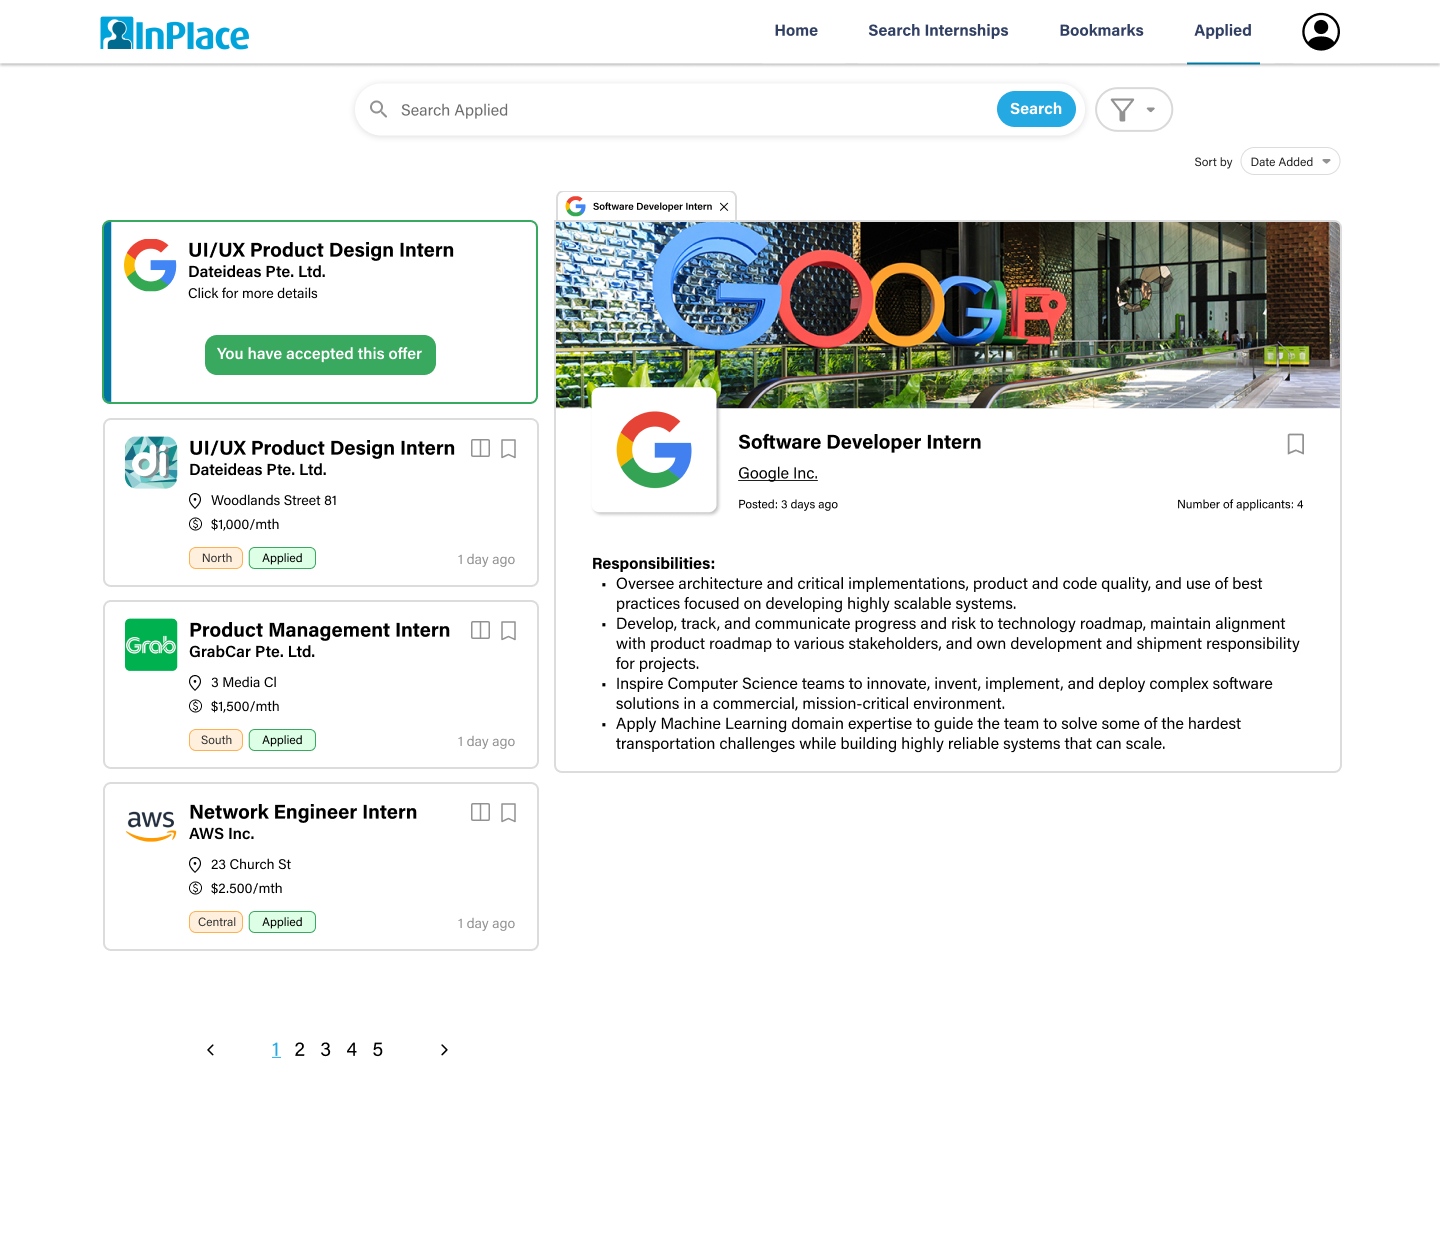 InPlace
Home
Search Internships
Bookmarks
Applied
Search Applied
Search
Sort by
Date Added
Software Developer Intern
UI/UX Product Design Intern
Dateideas Pte. Ltd.
Click for more details
You have accepted this offer
di
UI/UX Product Design Intern
Dateideas Pte. Ltd.
Woodlands Street 81
$1,000/mth
North
Applied
1 day ago
Grab
Product Management Intern
GrabCar Pte. Ltd.
3 Media Cl
$1,500/mth
South
Applied
1 day ago
aws
Network Engineer Intern
AWS Inc.
23 Church St
$2.500/mth
Central
Applied
1 day ago
1 2 3 4 5
Google
Software Developer Intern
Google Inc.
Posted: 3 days ago
Number of applicants: 4
Responsibilities:
• Oversee architecture and critical implementations, product and code quality, and use of best
practices focused on developing highly scalable systems.
• Develop, track, and communicate progress and risk to technology roadmap, maintain alignment
with product roadmap to various stakeholders, and own development and shipment responsibility
for projects.
• Inspire Computer Science teams to innovate, invent, implement, and deploy complex software
solutions in a commercial, mission-critical environment.
• Apply Machine Learning domain expertise to guide the team to solve some of the hardest
transportation challenges while building highly reliable systems that can scale.